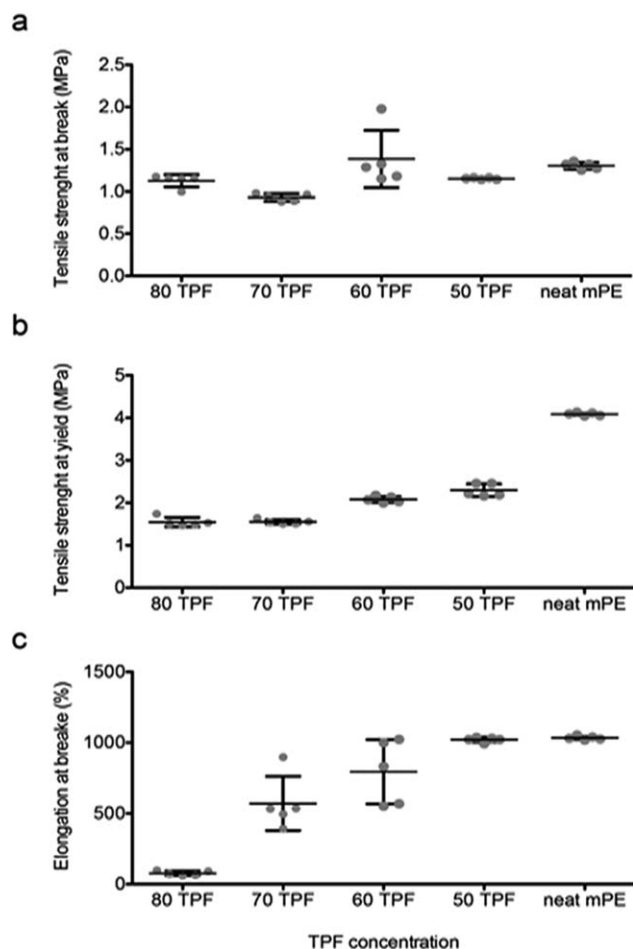 a
Tensile strenght at break (MPa)
2.5
2.0
1.5
1.0
0.5
0.0
80 TPF 70 TPF 60 TPF 50 TPF neat mPE
b
Tensile strenght at yield (MPa)
5
4
3
2
1
0
80 TPF 70 TPF 60 TPF 50 TPF neat mPE
c
Elongation at breake (%)
1500
1000
500
0
80 TPF 70 TPF 60 TPF 50 TPF neat mPE
TPF concentration